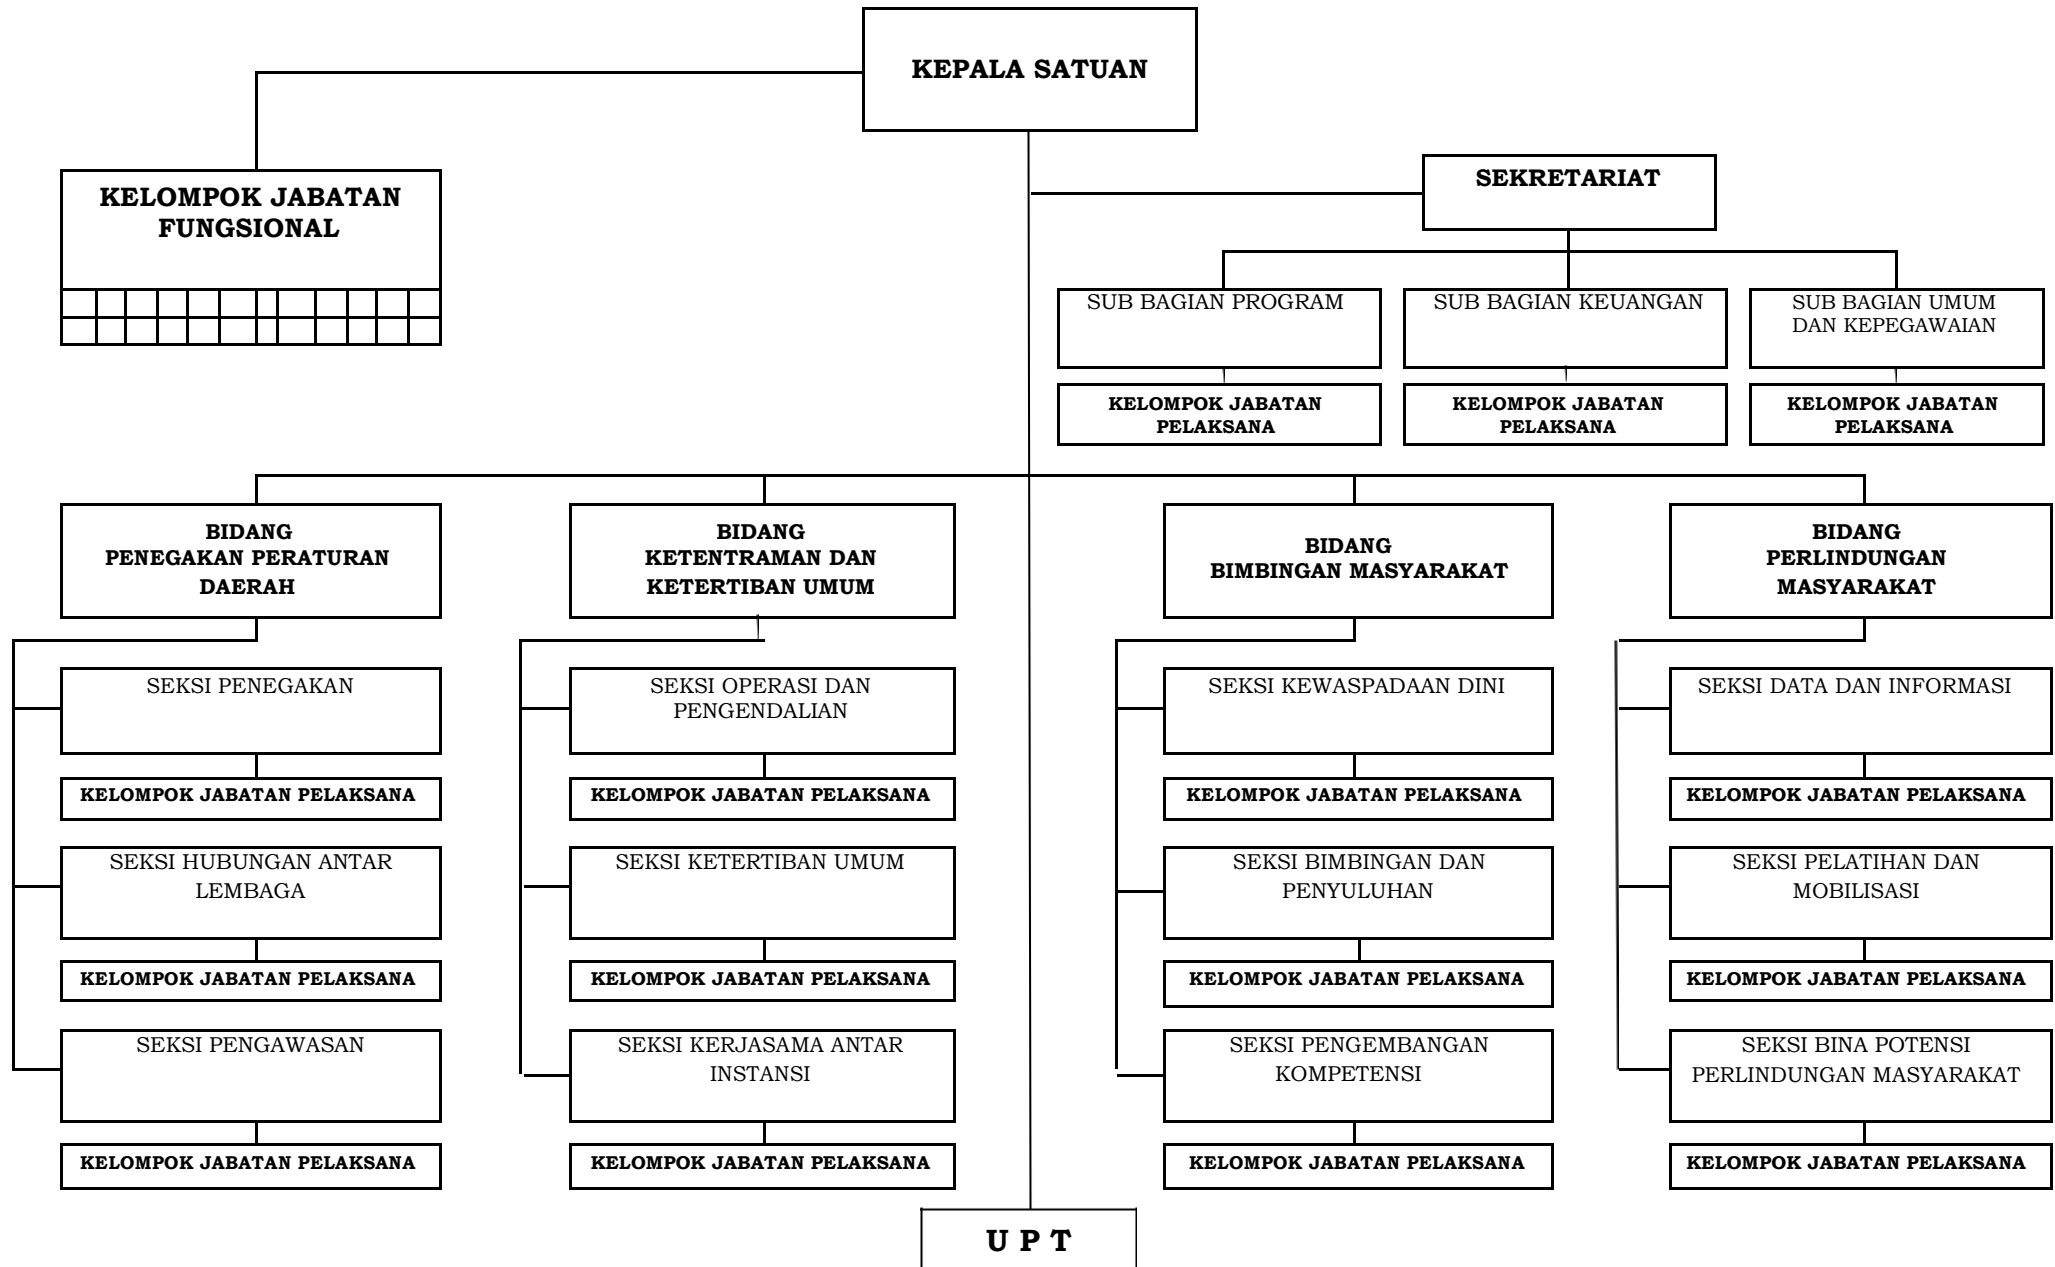 KEPALA SATUAN
KELOMPOK JABATAN
FUNGSIONAL
SEKRETARIAT
SUB BAGIAN PROGRAM
SUB BAGIAN KEUANGAN
SUB BAGIAN UMUM
DAN KEPEGAWAIAN
KELOMPOK JABATAN
PELAKSANA
KELOMPOK JABATAN
PELAKSANA
KELOMPOK JABATAN
PELAKSANA
BIDANG
PENEGAKAN PERATURAN
DAERAH
BIDANG
KETENTRAMAN DAN
KETERTIBAN UMUM
BIDANG
BIMBINGAN MASYARAKAT
BIDANG
PERLINDUNGAN
MASYARAKAT
SEKSI PENEGAKAN
SEKSI OPERASI DAN
PENGENDALIAN
SEKSI KEWASPADAAN DINI
SEKSI DATA DAN INFORMASI
KELOMPOK JABATAN PELAKSANA
KELOMPOK JABATAN PELAKSANA
KELOMPOK JABATAN PELAKSANA
KELOMPOK JABATAN PELAKSANA
SEKSI HUBUNGAN ANTAR
LEMBAGA
SEKSI KETERTIBAN UMUM
SEKSI BIMBINGAN DAN
PENYULUHAN
SEKSI PELATIHAN DAN
MOBILISASI
KELOMPOK JABATAN PELAKSANA
KELOMPOK JABATAN PELAKSANA
KELOMPOK JABATAN PELAKSANA
KELOMPOK JABATAN PELAKSANA
SEKSI PENGAWASAN
SEKSI KERJASAMA ANTAR
INSTANSI
SEKSI PENGEMBANGAN
KOMPETENSI
SEKSI BINA POTENSI
PERLINDUNGAN MASYARAKAT
KELOMPOK JABATAN PELAKSANA
KELOMPOK JABATAN PELAKSANA
KELOMPOK JABATAN PELAKSANA
KELOMPOK JABATAN PELAKSANA
U P T